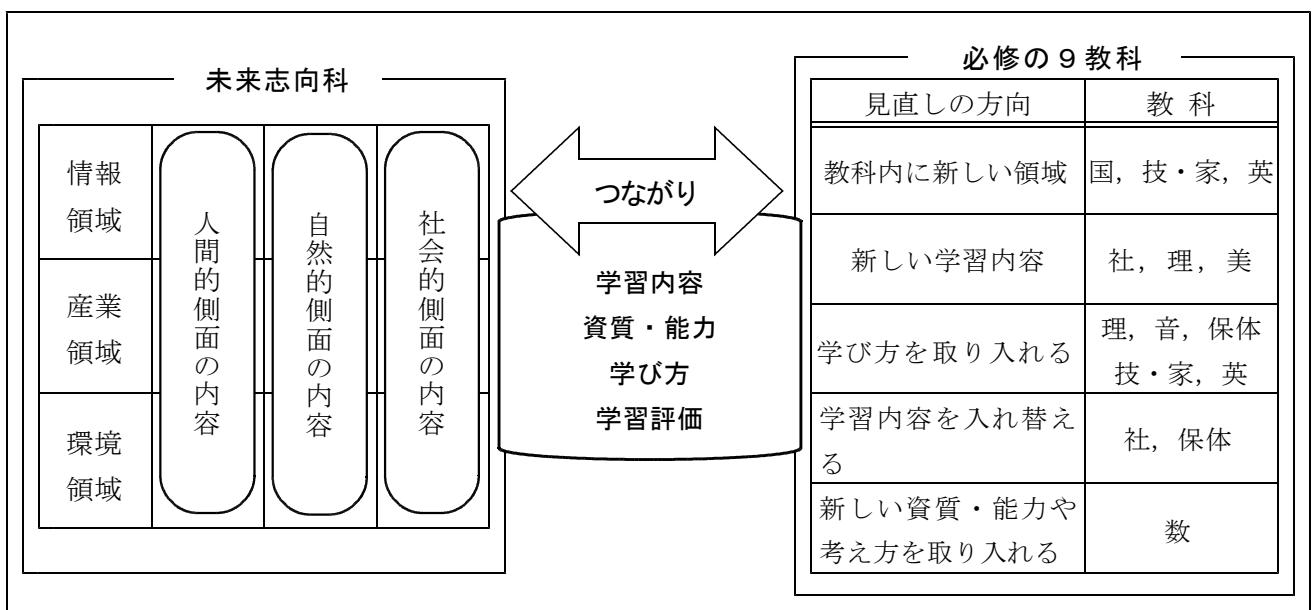 未来志向科
情報
領域
産業
領域
環境
領域
人間的側面の内容
自然的側面の内容
社会的側面の内容
つながり
学習内容
資質・能力
学び方
学習評価
必修の９教科
見直しの方向
教 科
教科内に新しい領域
国，技・家，英
新しい学習内容
社，理，美
学び方を取り入れる
理，音，保体
技・家，英
学習内容を入れ替え
る
社，保体
新しい資質・能力や
考え方を取り入れる
数